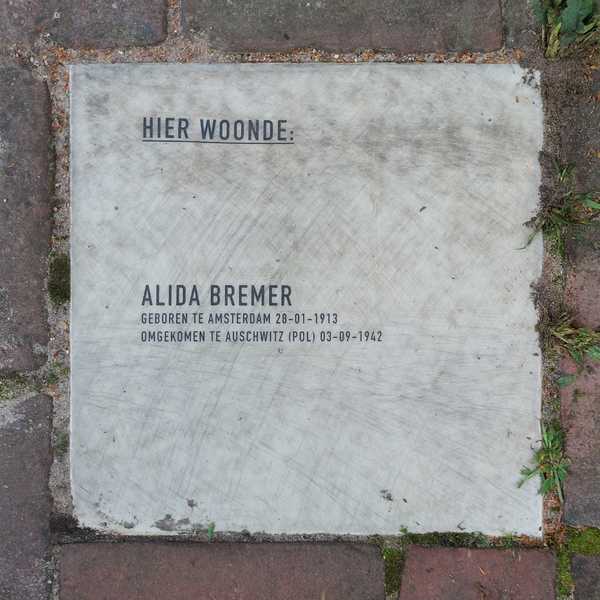 HIER WOONDE:
ALIDA BREMER
GEBOREN TE AMSTERDAM 28-01-1913
OMGEKOMEN TE AUSCHWITZ (POL) 03-09-1942